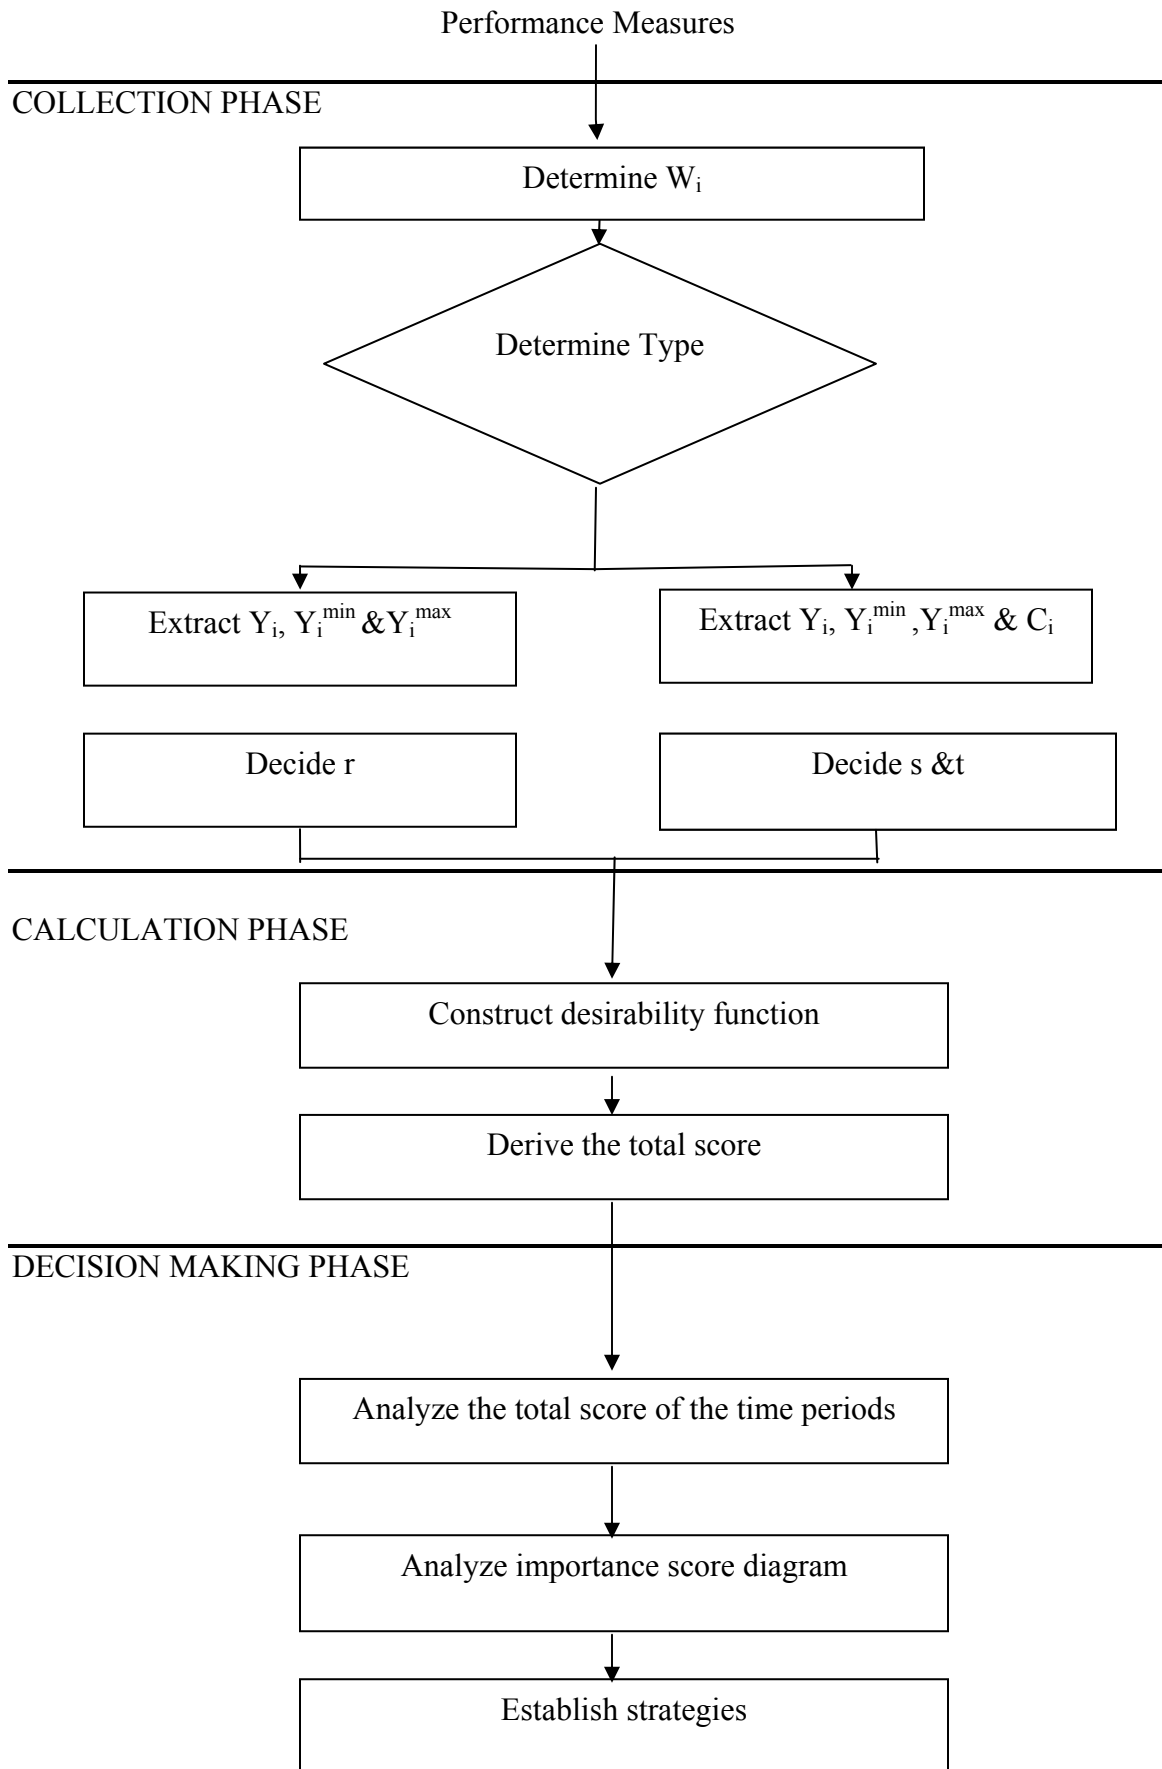 Performance Measures
COLLECTION PHASE
Determine Wᵢ
Determine Type
Extract Yᵢ, Yᵢᵐⁱⁿ &Yᵢᵐᵃˣ
Extract Yᵢ, Yᵢᵐⁱⁿ ,Yᵢᵐᵃˣ & Cᵢ
Decide r
Decide s &t
CALCULATION PHASE
Construct desirability function
Derive the total score
DECISION MAKING PHASE
Analyze the total score of the time periods
Analyze importance score diagram
Establish strategies